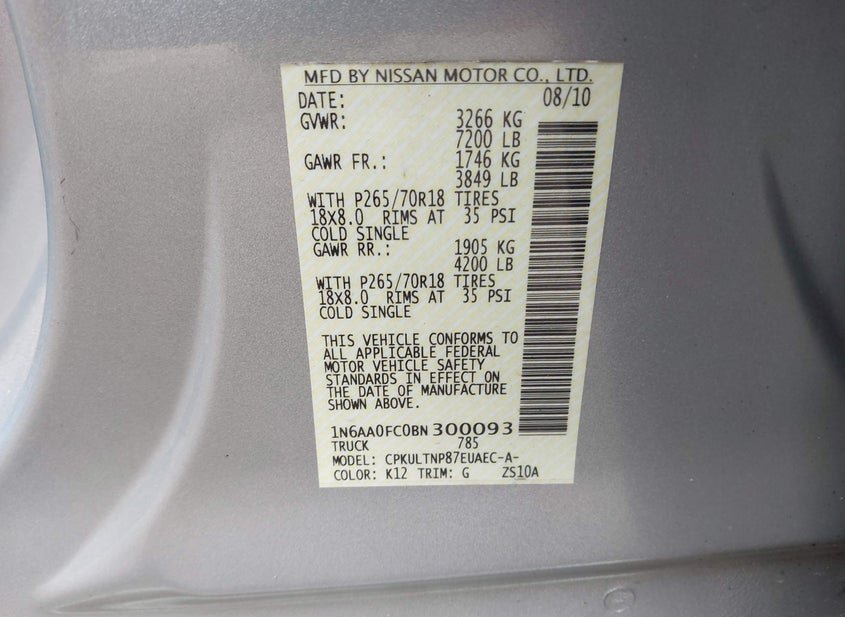 MFD BY NISSAN MOTOR CO., LTD.
DATE: 08/10
GVWR: 3266 KG
7200 LB
GAWR FR.: 1746 KG
3849 LB
WITH P265/70R18 TIRES
18X8.0 RIMS AT 35 PSI
COLD SINGLE
GAWR RR.: 1905 KG
4200 LB
WITH P265/70R18 TIRES
18X8.0 RIMS AT 35 PSI
COLD SINGLE
THIS VEHICLE CONFORMS TO
ALL APPLICABLE FEDERAL
MOTOR VEHICLE SAFETY
STANDARDS IN EFFECT ON
THE DATE OF MANUFACTURE
SHOWN ABOVE.
1N6AA0FC0BN300093
TRUCK 785
MODEL: CPKULTNP87EUAEC-A-
COLOR: K12 TRIM: G ZS10A